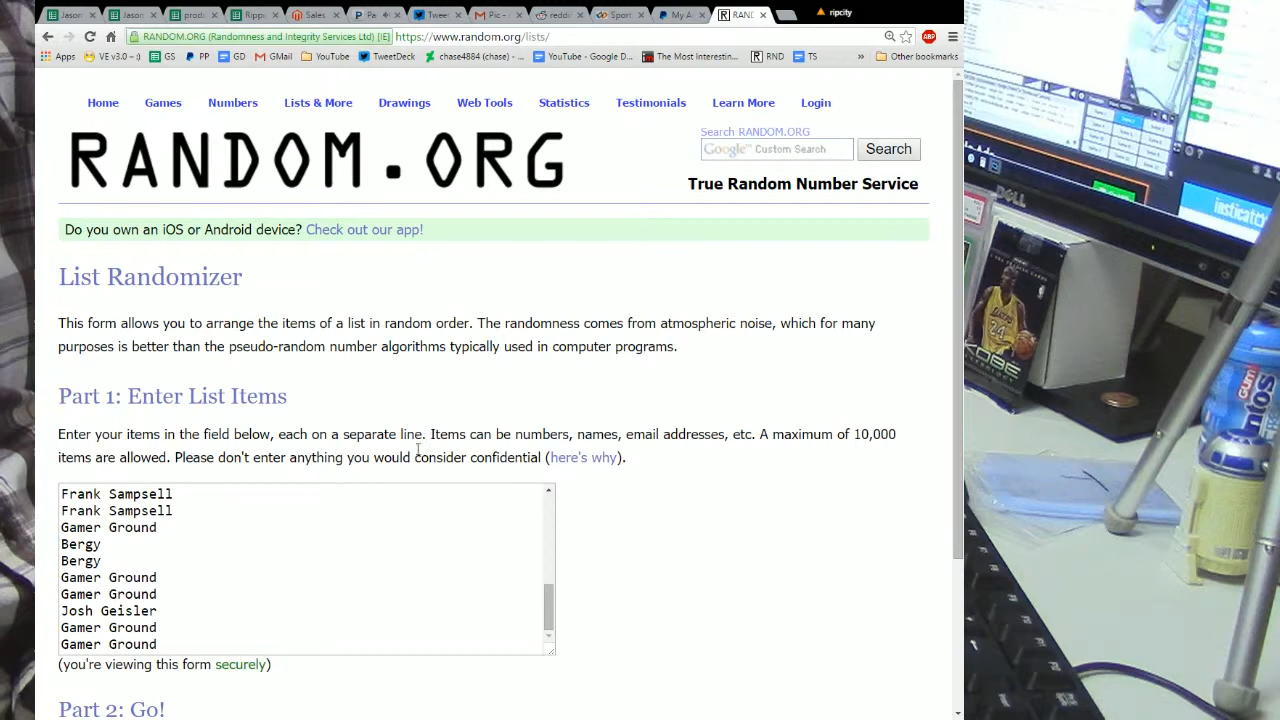 Jason
Jason
prod
Rippe
Sales
Pa
Tweet
Pic -
reddi
Sport
My A
RAND
ripcity
RANDOM.ORG (Randomness and Integrity Services Ltd) [IE] https://www.random.org/lists/
Apps VE v3.0 - :) GS PP GD GMail YouTube TweetDeck chase4884 (chase) - ... YouTube - Google D... The Most Interestin... RND TS » Other bookmarks
Home Games Numbers Lists & More Drawings Web Tools Statistics Testimonials Learn More Login
RANDOM.ORG
Search RANDOM.ORG
Google Custom Search Search
True Random Number Service
Do you own an iOS or Android device? Check out our app!
List Randomizer
This form allows you to arrange the items of a list in random order. The randomness comes from atmospheric noise, which for many
purposes is better than the pseudo-random number algorithms typically used in computer programs.
Part 1: Enter List Items
Enter your items in the field below, each on a separate line. Items can be numbers, names, email addresses, etc. A maximum of 10,000
items are allowed. Please don't enter anything you would consider confidential (here's why).
Frank Sampsell
Frank Sampsell
Gamer Ground
Bergy
Bergy
Gamer Ground
Gamer Ground
Josh Geisler
Gamer Ground
Gamer Ground
(you're viewing this form securely)
Part 2: Go!
DELL
insticator
24
KOBE
GUM
entos